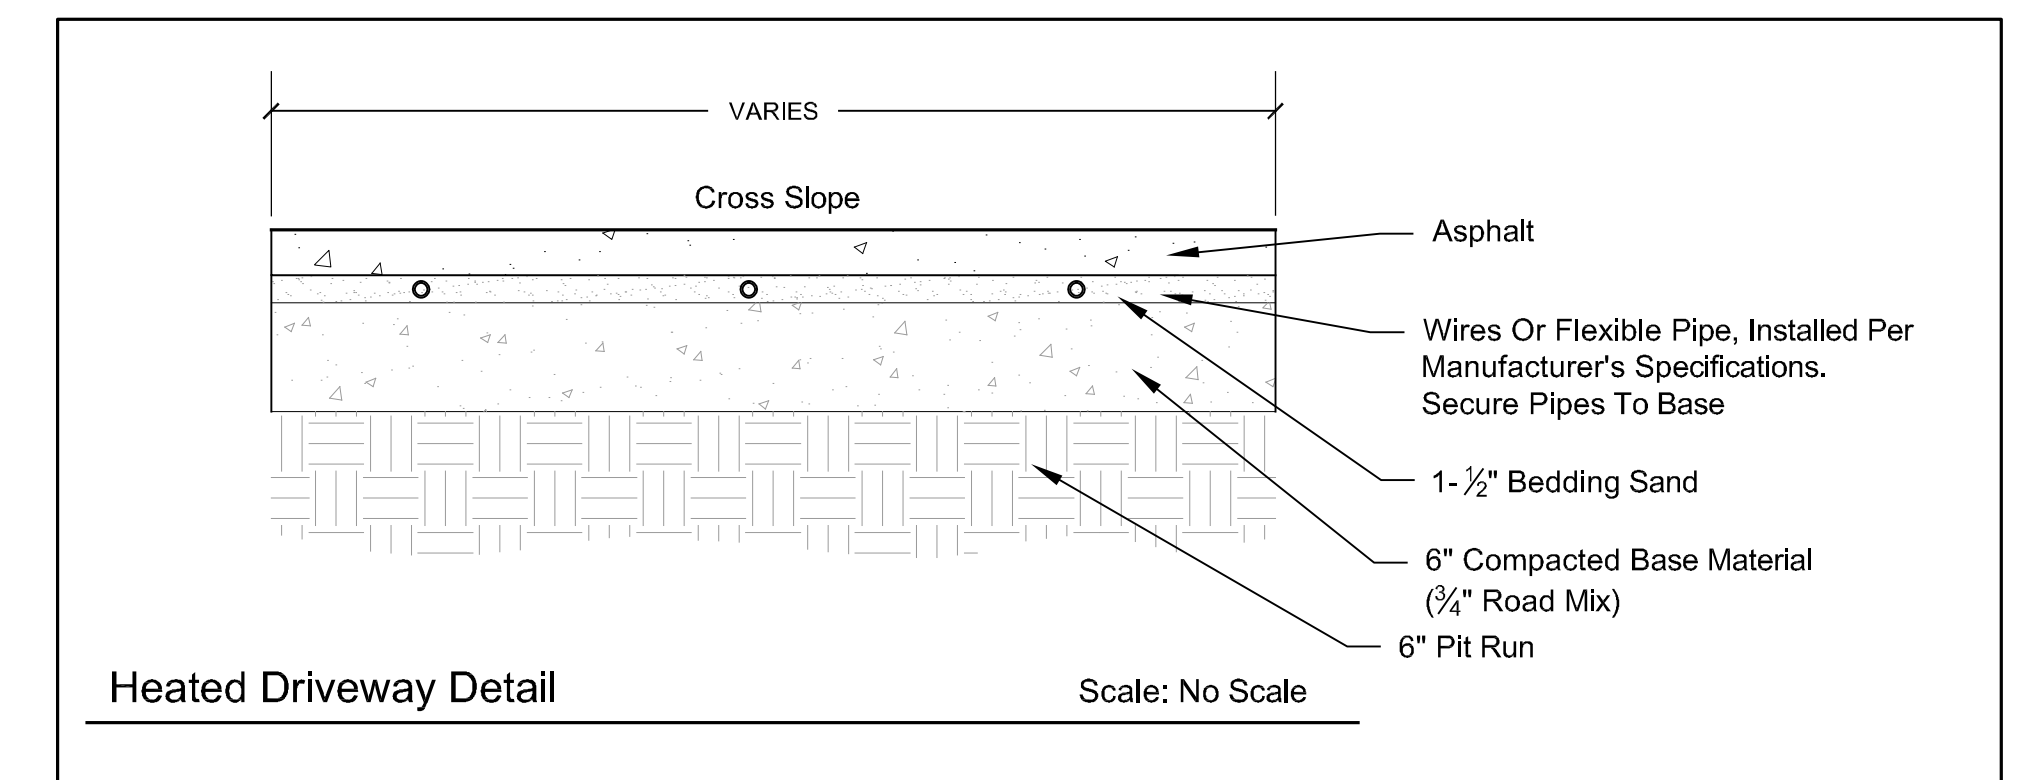 VARIES
Cross Slope
Asphalt
Wires Or Flexible Pipe, Installed Per
Manufacturer's Specifications.
Secure Pipes To Base
1-½" Bedding Sand
6" Compacted Base Material
(¾" Road Mix)
6" Pit Run
Heated Driveway Detail
Scale: No Scale